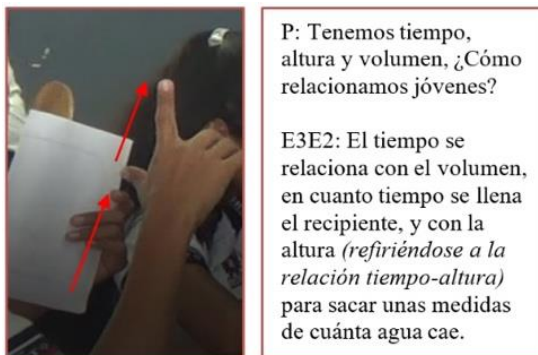 P: Tenemos tiempo,
altura y volumen, ¿Cómo
relacionamos jóvenes?
E3E2: El tiempo se
relaciona con el volumen,
en cuanto tiempo se llena
el recipiente, y con la
altura (refiriéndose a la
relación tiempo-altura)
para sacar unas medidas
de cuánta agua cae.